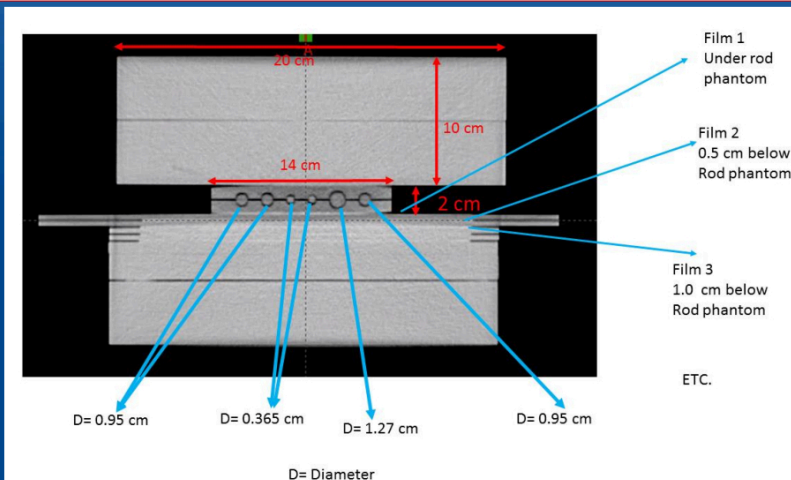 20 cm
10 cm
14 cm
2 cm
Film 1
Under rod
phantom
Film 2
0.5 cm below
Rod phantom
Film 3
1.0 cm below
Rod phantom
ETC.
D= 0.95 cm
D= 0.365 cm
D= 1.27 cm
D= 0.95 cm
D= Diameter